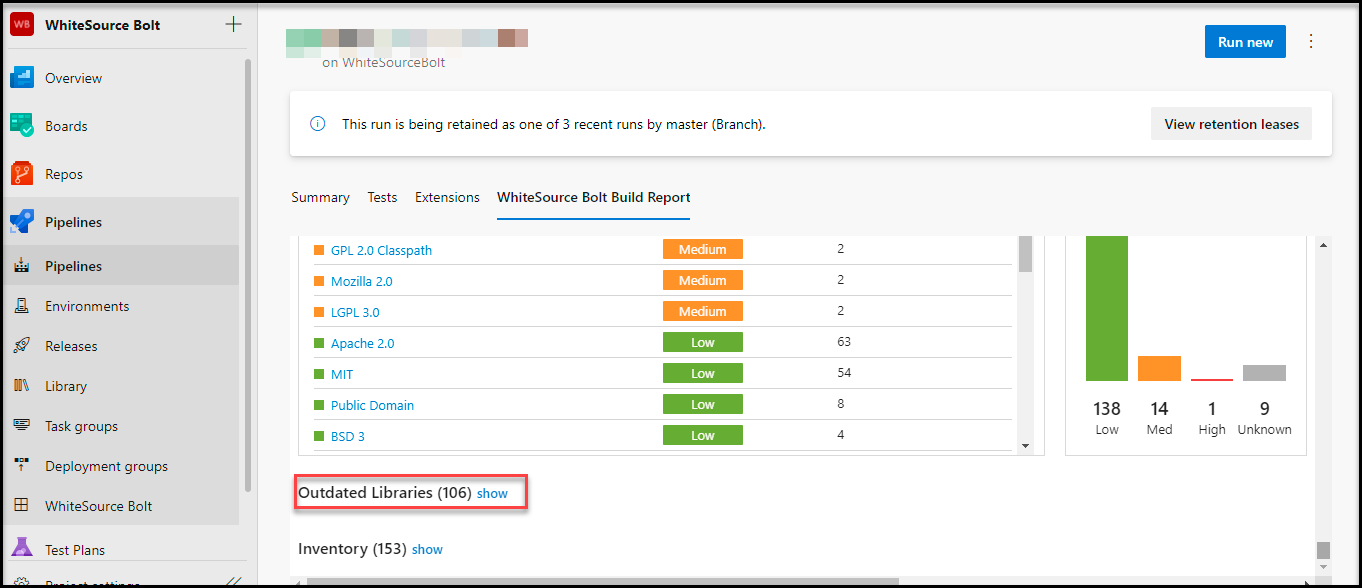 WB WhiteSource Bolt
Overview
Boards
Repos
Pipelines
Pipelines
Environments
Releases
Library
Task groups
Deployment groups
WhiteSource Bolt
Test Plans
Project settings
on WhiteSourceBolt
Run new
This run is being retained as one of 3 recent runs by master (Branch).
View retention leases
Summary Tests Extensions WhiteSource Bolt Build Report
GPL 2.0 Classpath Medium 2
Mozilla 2.0 Medium 2
LGPL 3.0 Medium 2
Apache 2.0 Low 63
MIT Low 54
Public Domain Low 8
BSD 3 Low 4
138 14 1 9
Low Med High Unknown
Outdated Libraries (106) show
Inventory (153) show